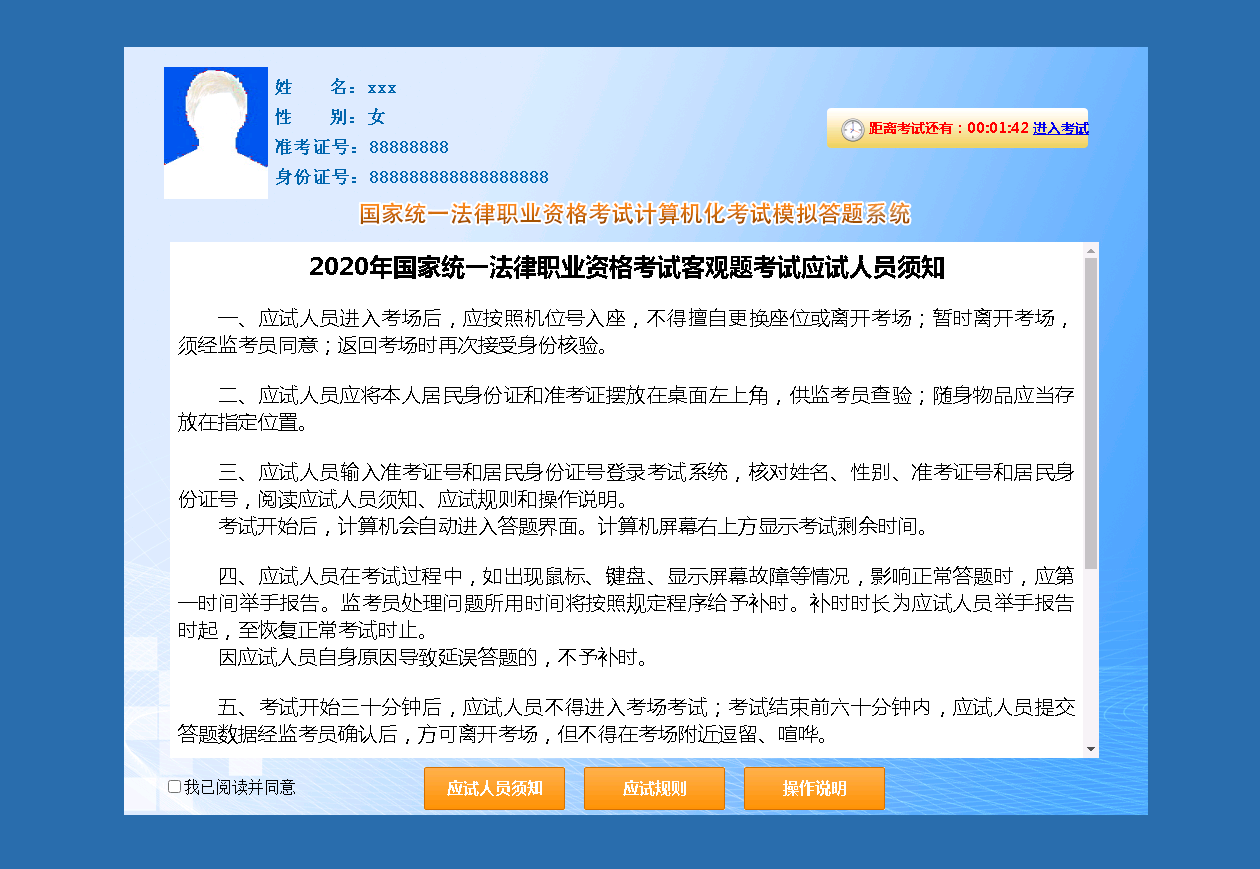 姓　　名：xxx
性　　别：女
准考证号：88888888
身份证号：888888888888888888
距离考试还有：00:01:42 进入考试
国家统一法律职业资格考试计算机化考试模拟答题系统
2020年国家统一法律职业资格考试客观题考试应试人员须知
一、应试人员进入考场后，应按照机位号入座，不得擅自更换座位或离开考场；暂时离开考场，
须经监考员同意；返回考场时再次接受身份核验。
二、应试人员应将本人居民身份证和准考证摆放在桌面左上角，供监考员查验；随身物品应当存
放在指定位置。
三、应试人员输入准考证号和居民身份证号登录考试系统，核对姓名、性别、准考证号和居民身
份证号，阅读应试人员须知、应试规则和操作说明。
考试开始后，计算机会自动进入答题界面。计算机屏幕右上方显示考试剩余时间。
四、应试人员在考试过程中，如出现鼠标、键盘、显示屏幕故障等情况，影响正常答题时，应第
一时间举手报告。监考员处理问题所用时间将按照规定程序给予补时。补时时长为应试人员举手报告
时起，至恢复正常考试时止。
因应试人员自身原因导致延误答题的，不予补时。
五、考试开始三十分钟后，应试人员不得进入考场考试；考试结束前六十分钟内，应试人员提交
答题数据经监考员确认后，方可离开考场，但不得在考场附近逗留、喧哗。
我已阅读并同意
应试人员须知
应试规则
操作说明